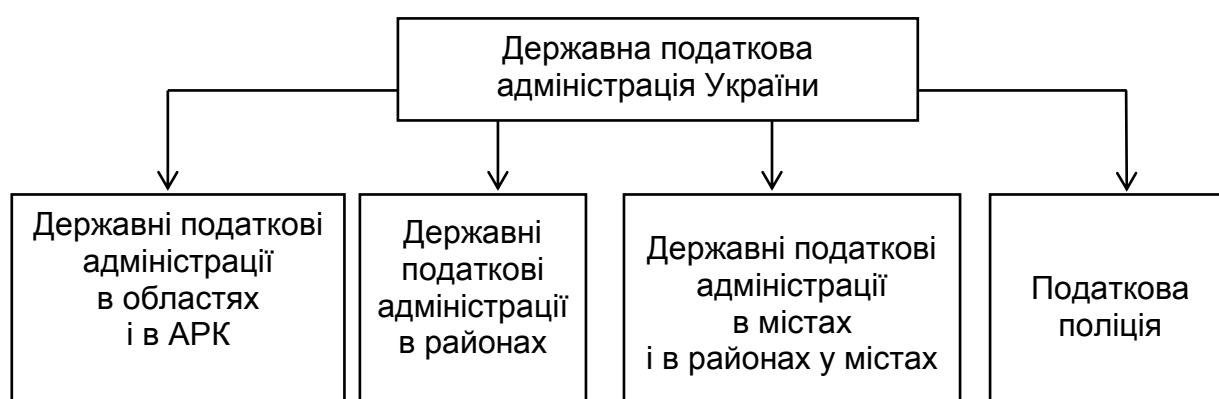 Державна податкова
адміністрація України
Державні податкові
адміністрації
в областях
і в АРК
Державні
податкові
адміністрації
в районах
Державні податкові
адміністрації
в містах
і в районах у містах
Податкова
поліція